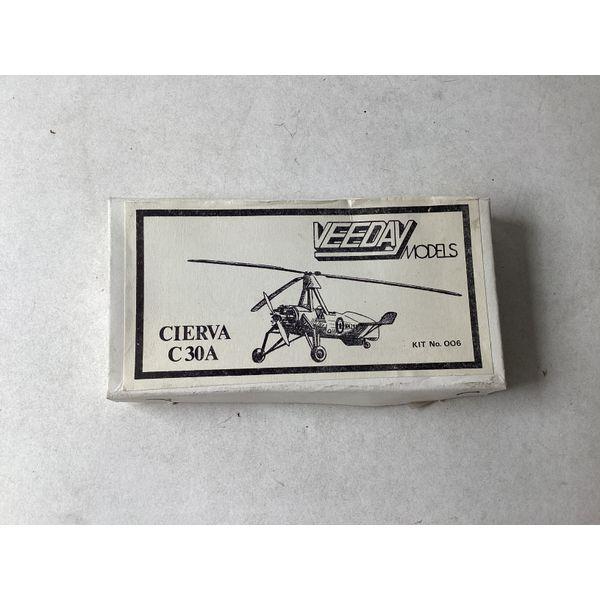 VEEDAY
MODELS
CIERVA
C30A
KIT No. 006